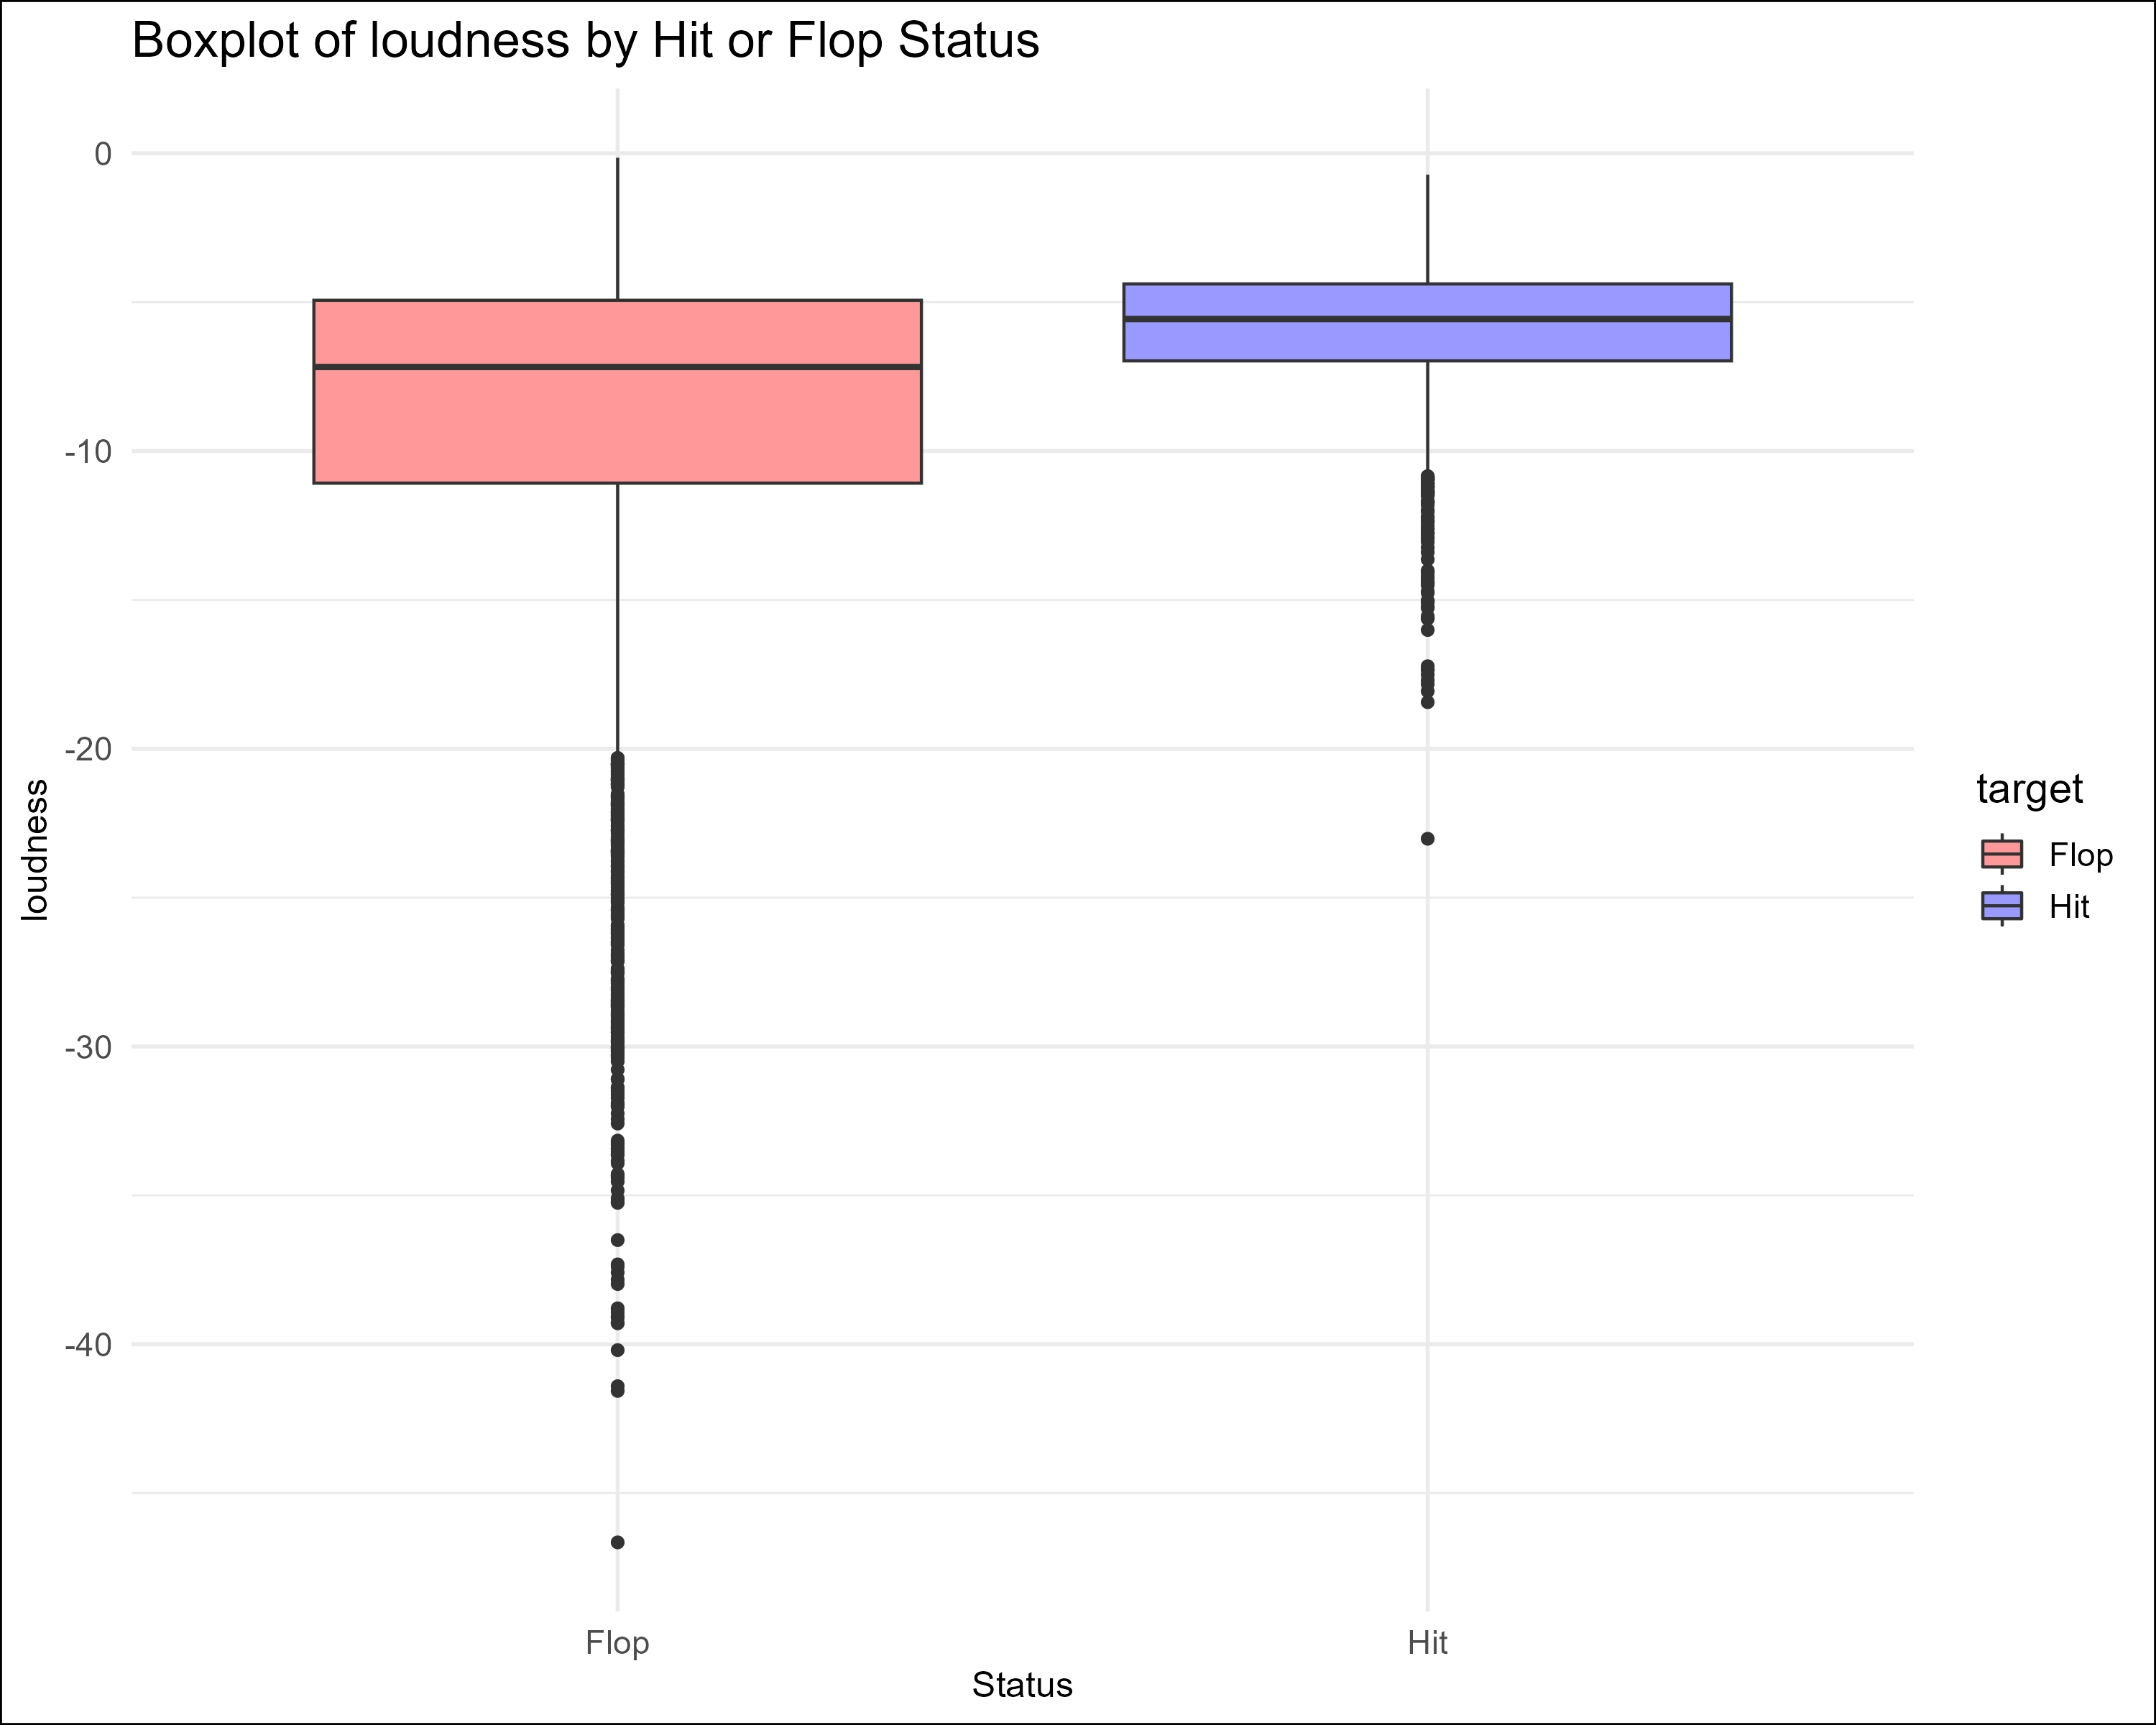 Boxplot of loudness by Hit or Flop Status
0
-10
-20
-30
-40
loudness
Flop
Hit
Status
target
Flop
Hit